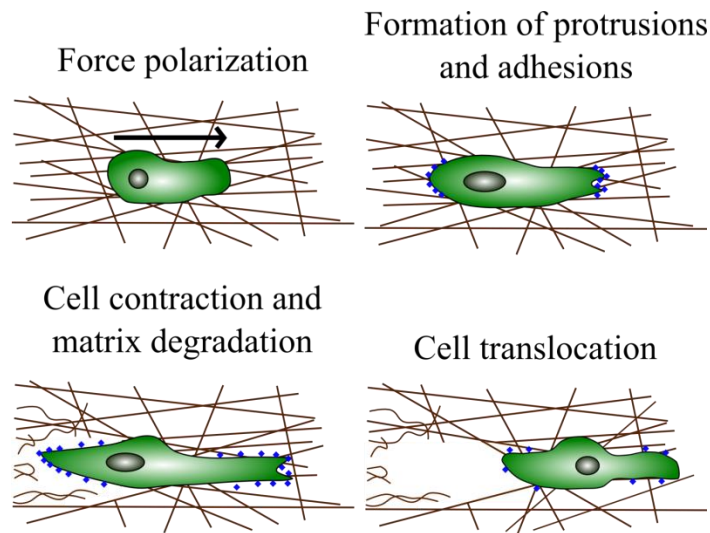 Force polarization
Formation of protrusions
and adhesions
Cell contraction and
matrix degradation
Cell translocation